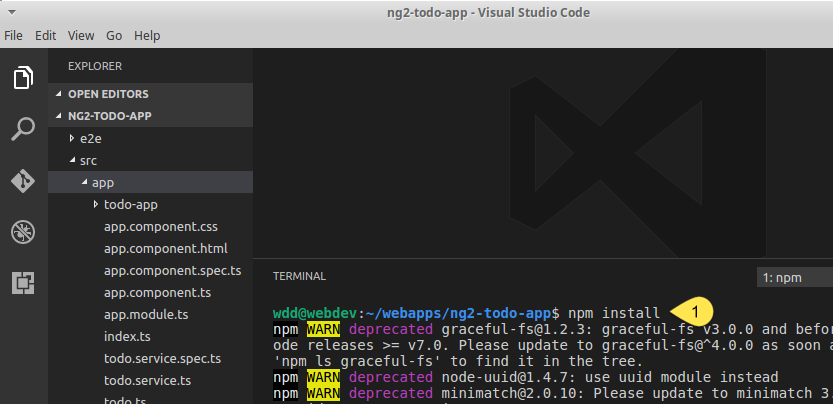 ng2-todo-app - Visual Studio Code
File Edit View Go Help
EXPLORER
OPEN EDITORS
NG2-TODO-APP
e2e
src
app
todo-app
app.component.css
app.component.html
app.component.spec.ts
app.component.ts
app.module.ts
index.ts
todo.service.spec.ts
todo.service.ts
todo.ts
TERMINAL
1: npm
wdd@webdev:~/webapps/ng2-todo-app$ npm install
1
npm WARN deprecated graceful-fs@1.2.3: graceful-fs v3.0.0 and befor
ode releases >= v7.0. Please update to graceful-fs@^4.0.0 as soon a
'npm ls graceful-fs' to find it in the tree.
npm WARN deprecated node-uuid@1.4.7: use uuid module instead
npm WARN deprecated minimatch@2.0.10: Please update to minimatch 3.